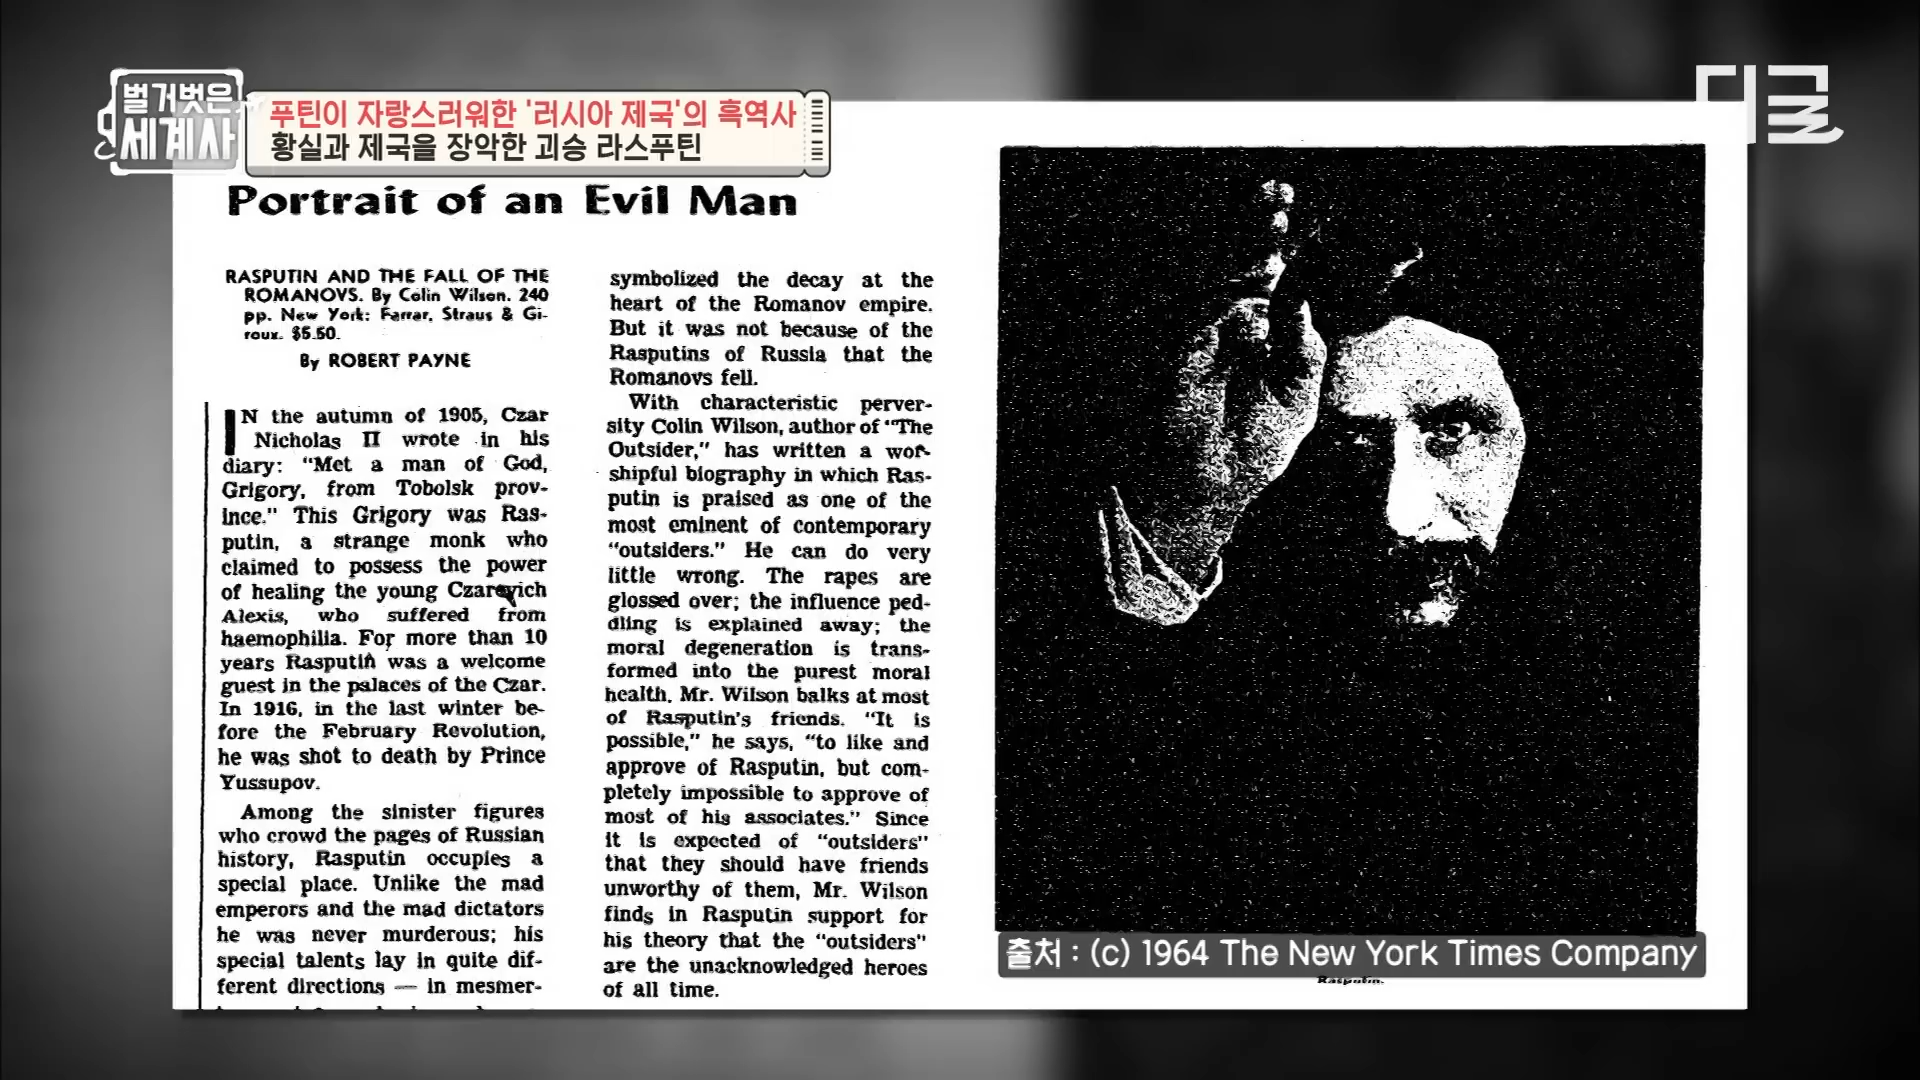 벌거벗은
세계사
푸틴이 자랑스러워한 '러시아 제국'의 흑역사
황실과 제국을 장악한 괴승 라스푸틴
디글
Portrait of an Evil Man
RASPUTIN AND THE FALL OF THE
ROMANOVS. By Colin Wilson. 240
pp. New York: Farrar, Straus & Gi-
roux. $5.50.
By ROBERT PAYNE
IN the autumn of 1905, Czar
Nicholas II wrote in his
diary: "Met a man of God,
Grigory, from Tobolsk prov-
ince." This Grigory was Ras-
putin, a strange monk who
claimed to possess the power
of healing the young Czarevich
Alexis, who suffered from
haemophilia. For more than 10
years Rasputin was a welcome
guest in the palaces of the Czar.
In 1916, in the last winter be-
fore the February Revolution,
he was shot to death by Prince
Yussupov.
Among the sinister figures
who crowd the pages of Russian
history, Rasputin occupies a
special place. Unlike the mad
emperors and the mad dictators
he was never murderous; his
special talents lay in quite dif-
ferent directions — in mesmer-
symbolized the decay at the
heart of the Romanov empire.
But it was not because of the
Rasputins of Russia that the
Romanovs fell.
With characteristic perver-
sity Colin Wilson, author of "The
Outsider," has written a wor-
shipful biography in which Ras-
putin is praised as one of the
most eminent of contemporary
"outsiders." He can do very
little wrong. The rapes are
glossed over; the influence ped-
dling is explained away; the
moral degeneration is trans-
formed into the purest moral
health. Mr. Wilson balks at most
of Rasputin's friends. "It is
possible," he says, "to like and
approve of Rasputin, but com-
pletely impossible to approve of
most of his associates." Since
it is expected of "outsiders"
that they should have friends
unworthy of them, Mr. Wilson
finds in Rasputin support for
his theory that the "outsiders"
are the unacknowledged heroes
of all time.
출처 : (c) 1964 The New York Times Company
Rasputin.